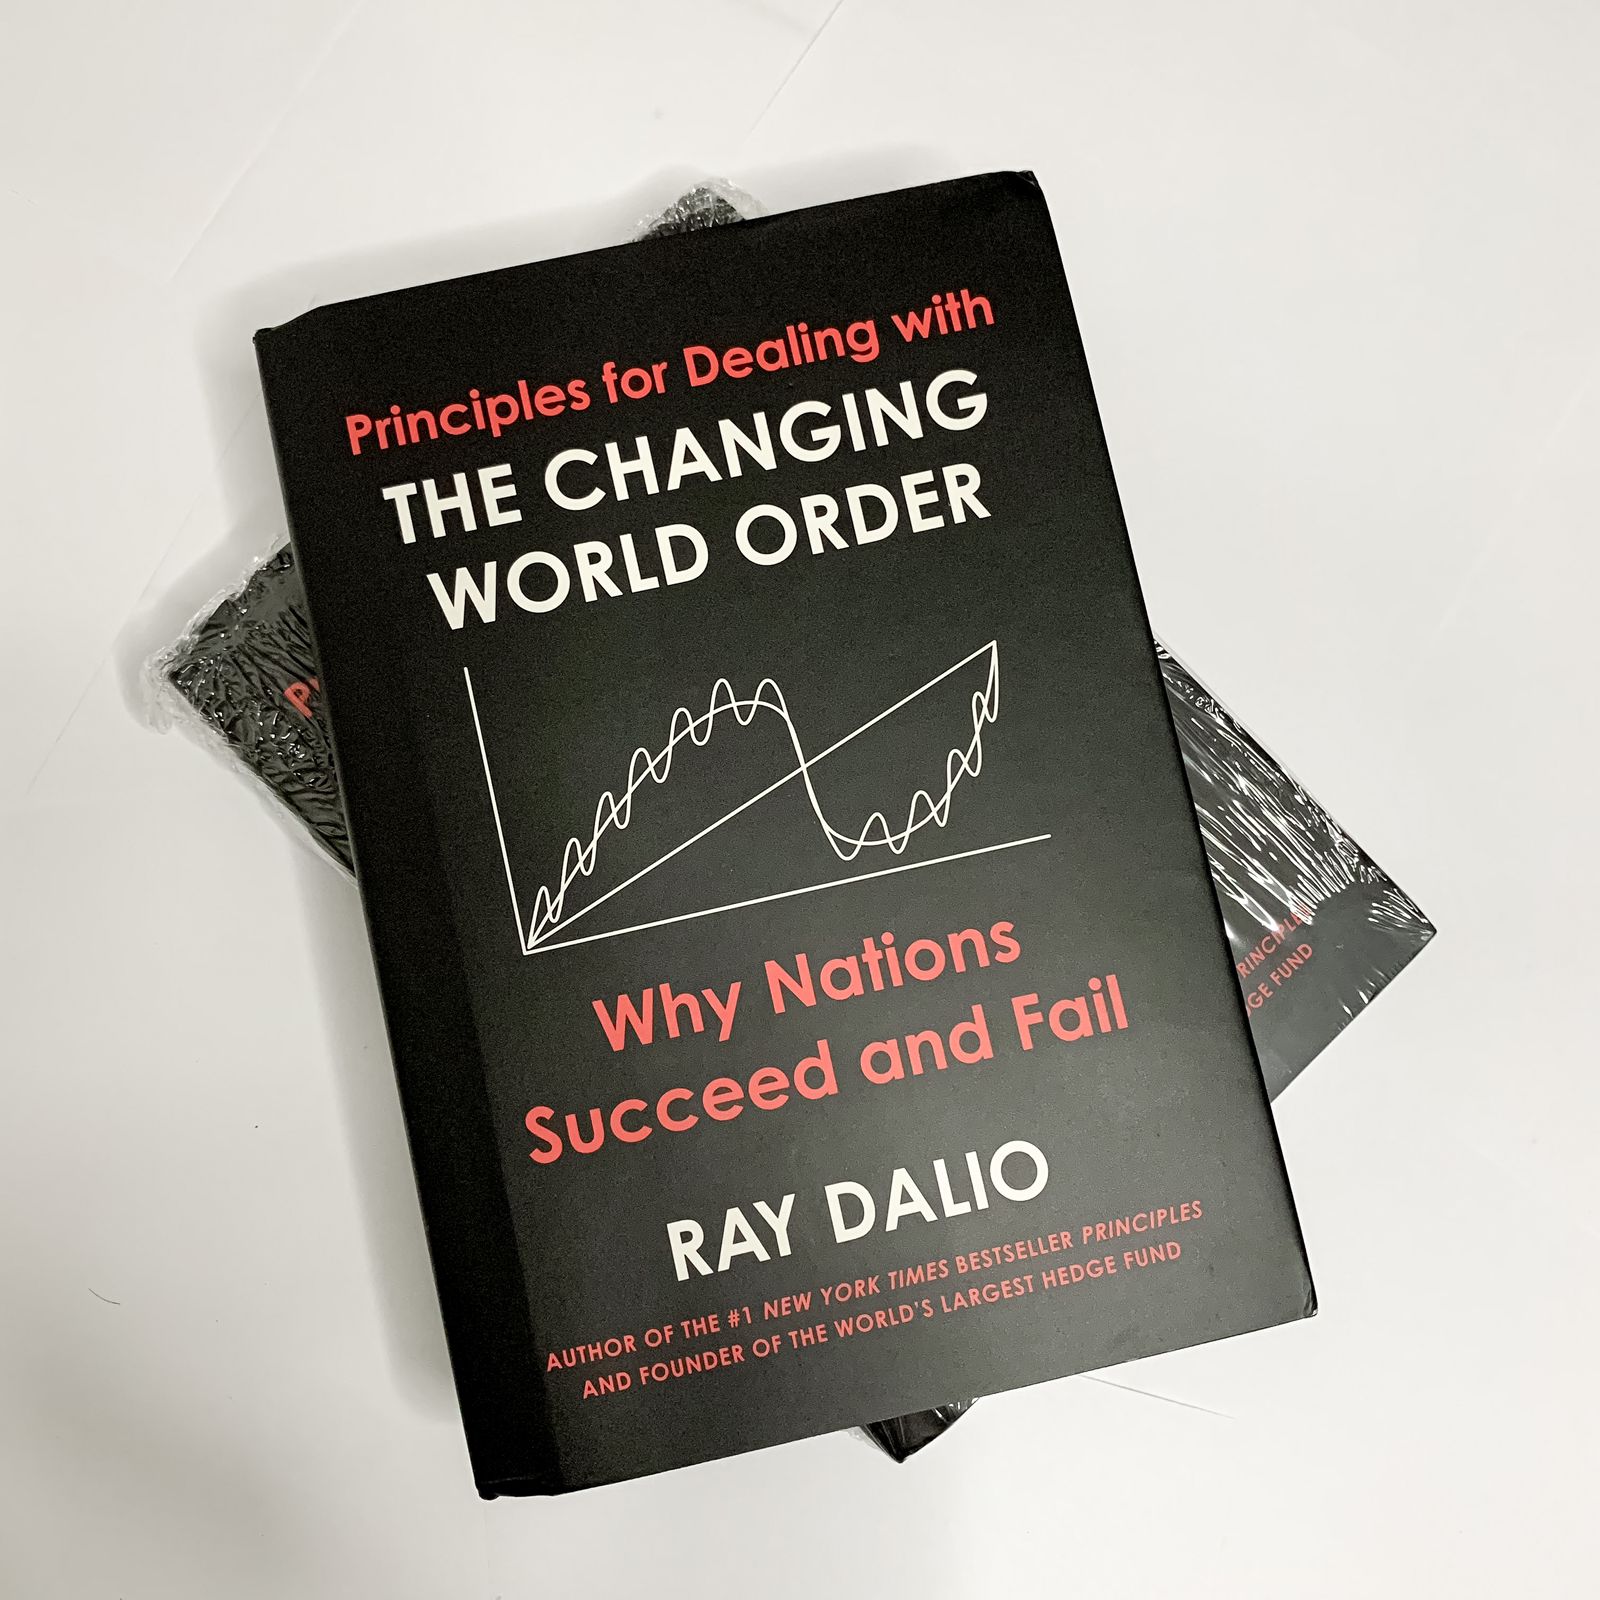 Principles for Dealing with
THE CHANGING
WORLD ORDER
Why Nations
Succeed and Fail
RAY DALIO
AUTHOR OF THE #1 NEW YORK TIMES BESTSELLER PRINCIPLES
AND FOUNDER OF THE WORLD'S LARGEST HEDGE FUND
FUND